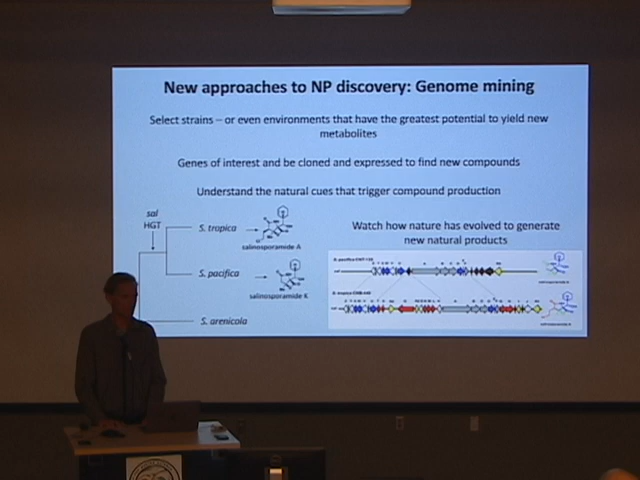 New approaches to NP discovery: Genome mining
Select strains – or even environments that have the greatest potential to yield new
metabolites
Genes of interest and be cloned and expressed to find new compounds
Understand the natural cues that trigger compound production
sal
HGT
S. tropica
salinosporamide A
S. pacifica
salinosporamide K
S. arenicola
Watch how nature has evolved to generate
new natural products